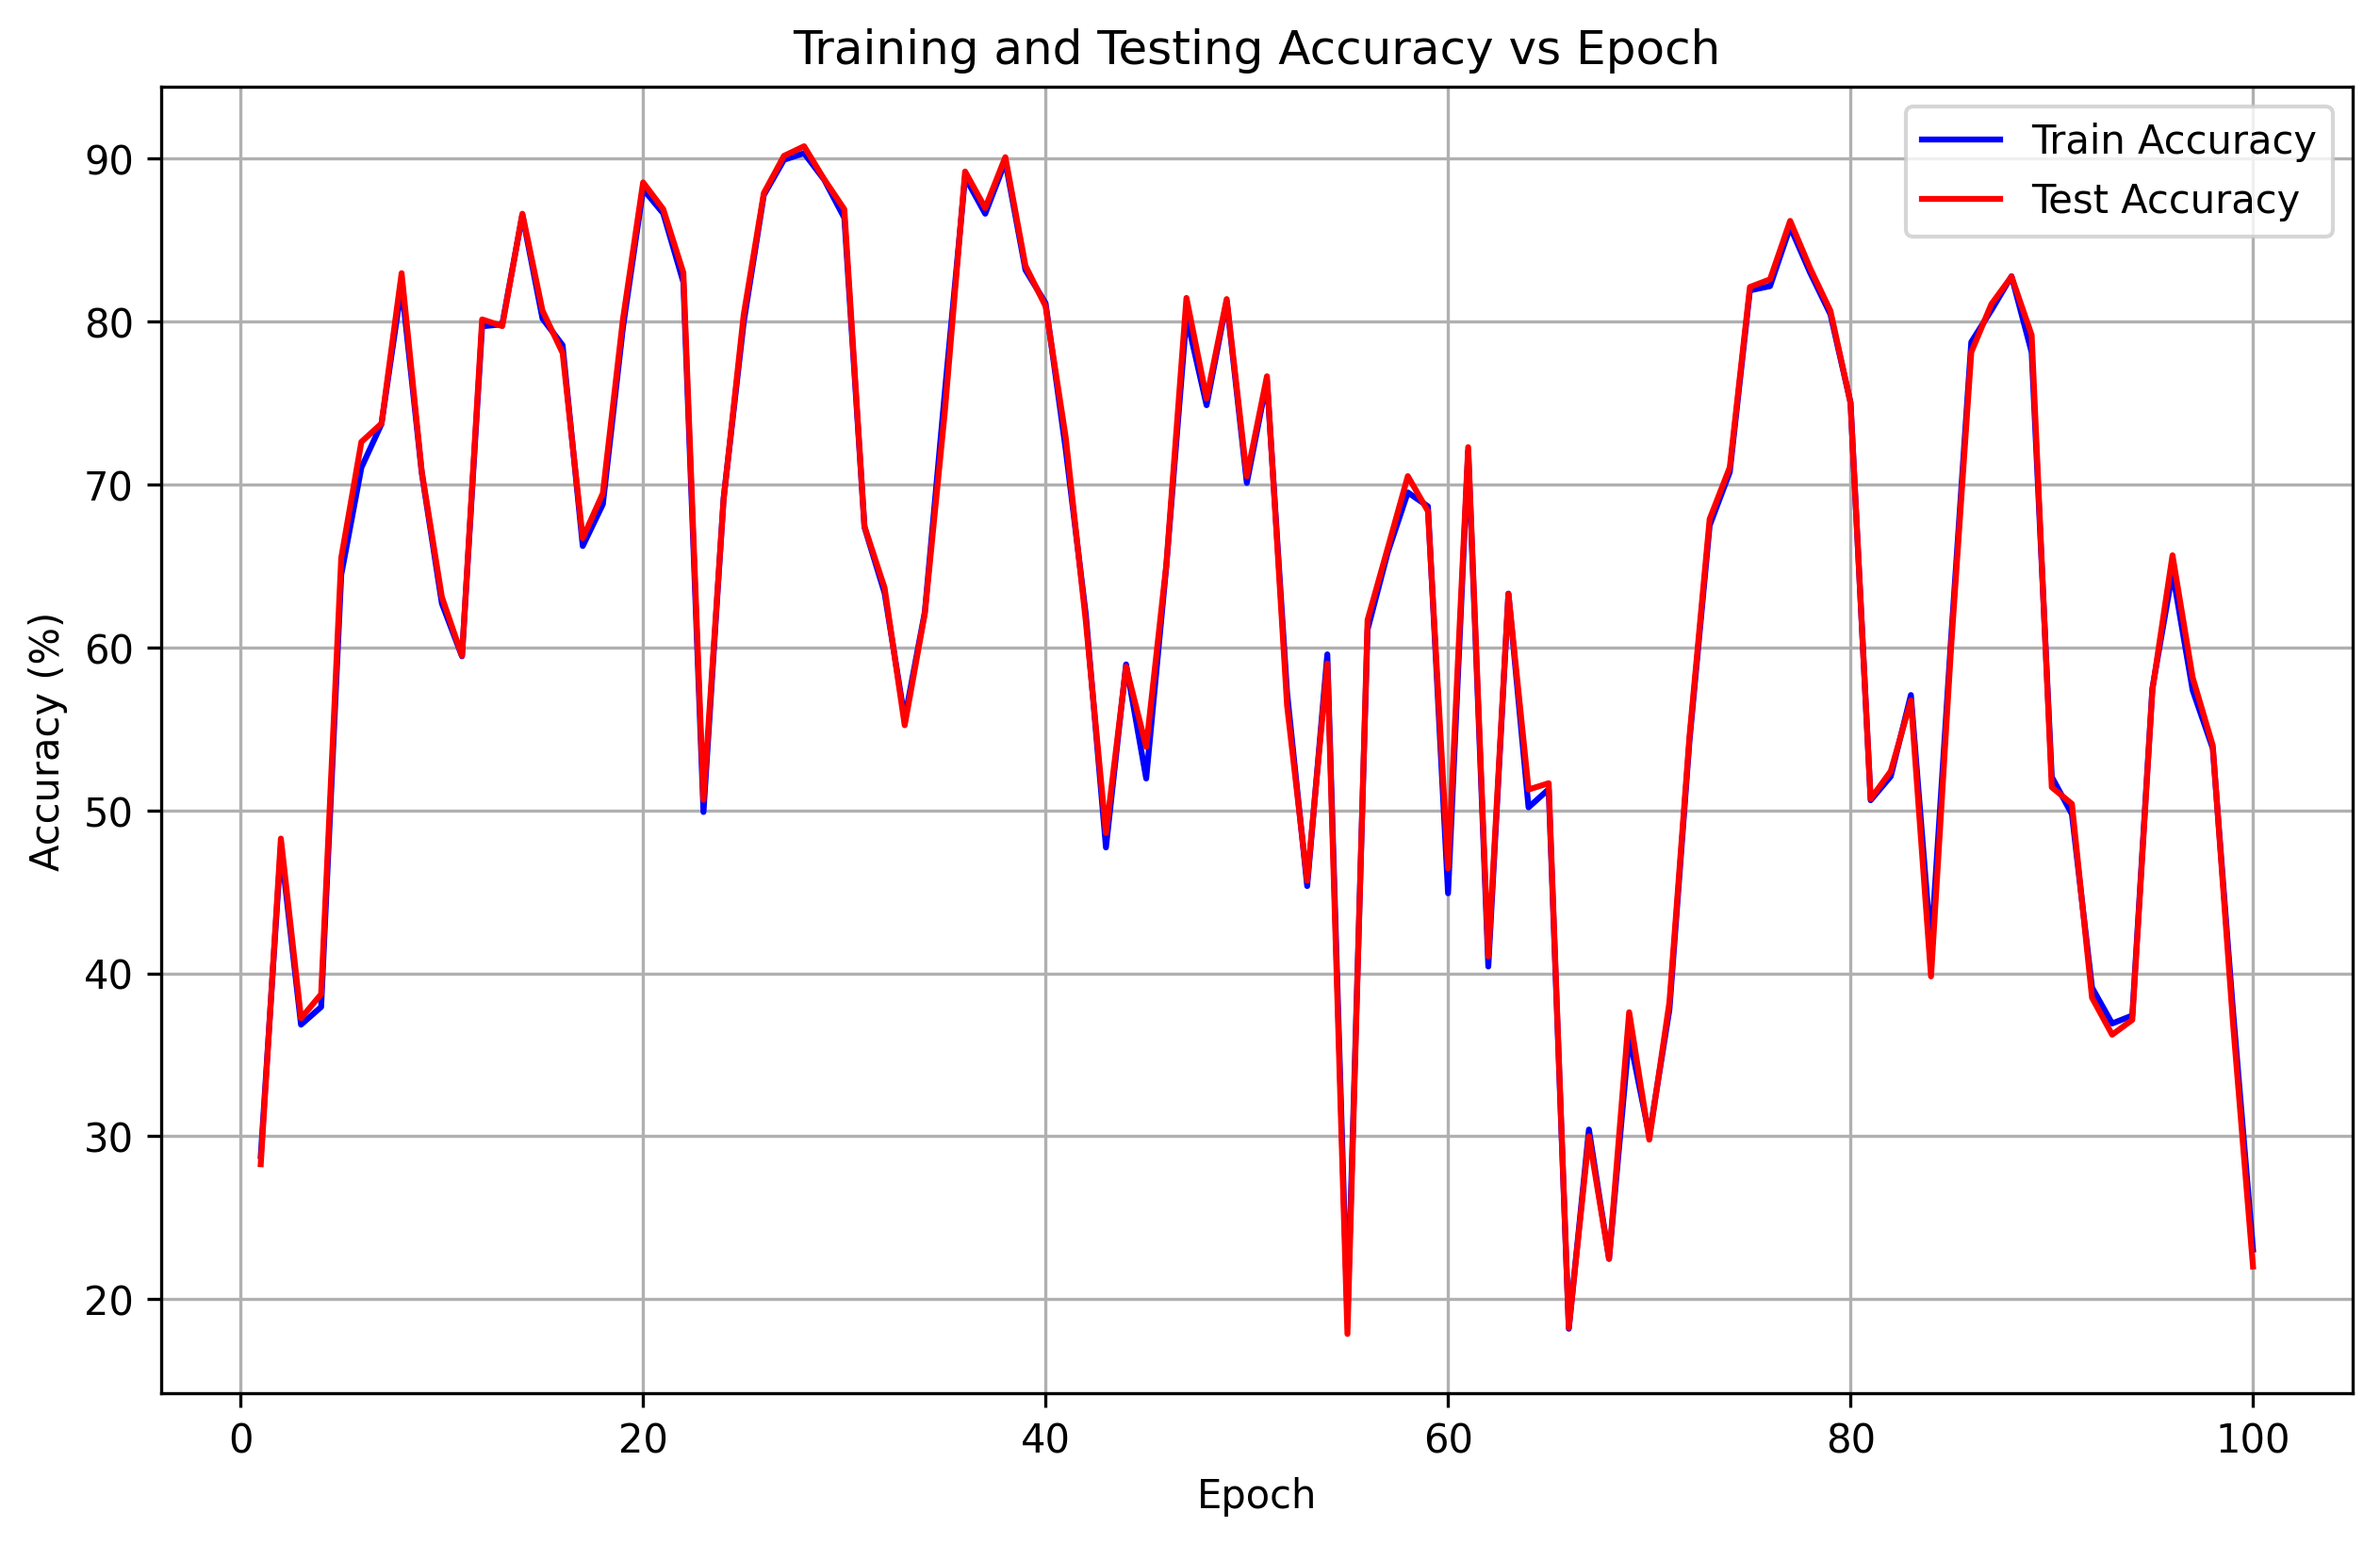 Training and Testing Accuracy vs Epoch
Train Accuracy
Test Accuracy
Accuracy (%)
90
80
70
60
50
40
30
20
0 20 40 60 80 100
Epoch